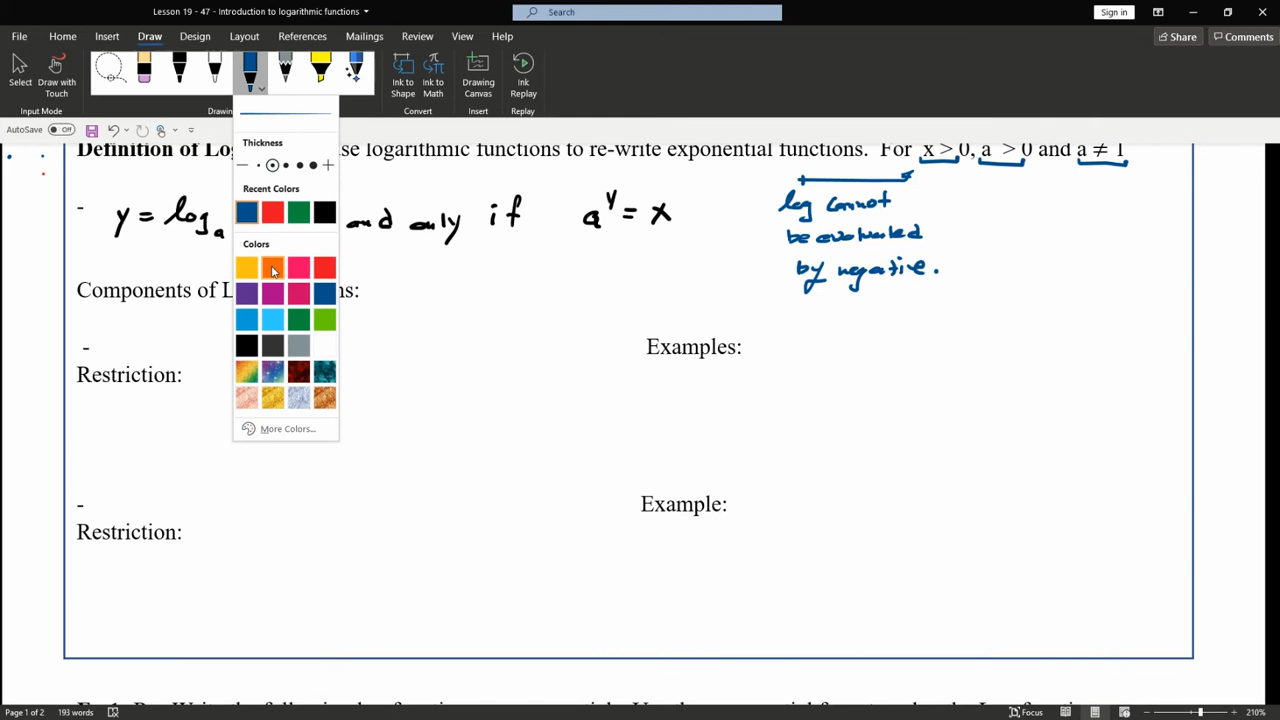 Lesson 19 - 47 - Introduction to logarithmic functions
Search
Sign in
File Home Insert Draw Design Layout References Mailings Review View Help
Share
Comments
Select
Draw with Touch
Ink to Shape
Ink to Math
Drawing Canvas
Ink Replay
Input Mode
Convert
Insert
Replay
AutoSave Off
Thickness
Recent Colors
Colors
More Colors...
Definition of Lo use logarithmic functions to re-write exponential functions. For x > 0, a > 0 and a ≠ 1
- y = log a and only if a^y = x
log cannot
be evaluated
by negative.
Components of L ns:
-
Examples:
Restriction:
-
Example:
Restriction:
Page 1 of 2
193 words
Focus
210%